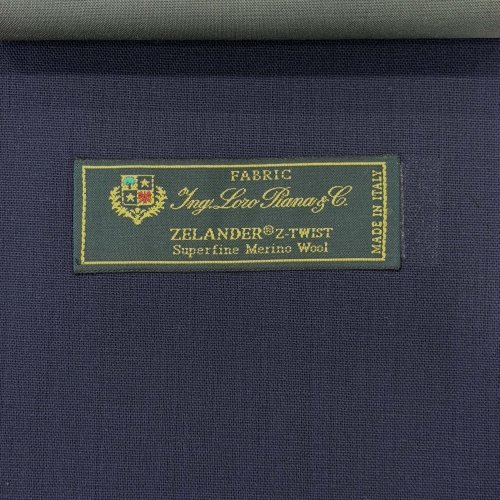 FABRIC
Ing. Loro Piana & C.
ZELANDER® Z-TWIST
Superfine Merino Wool
MADE IN ITALY